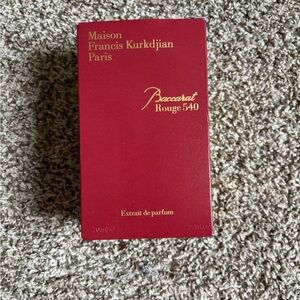 Maison
Francis Kurkdjian
Paris
Baccarat
Rouge 540
Extrait de parfum